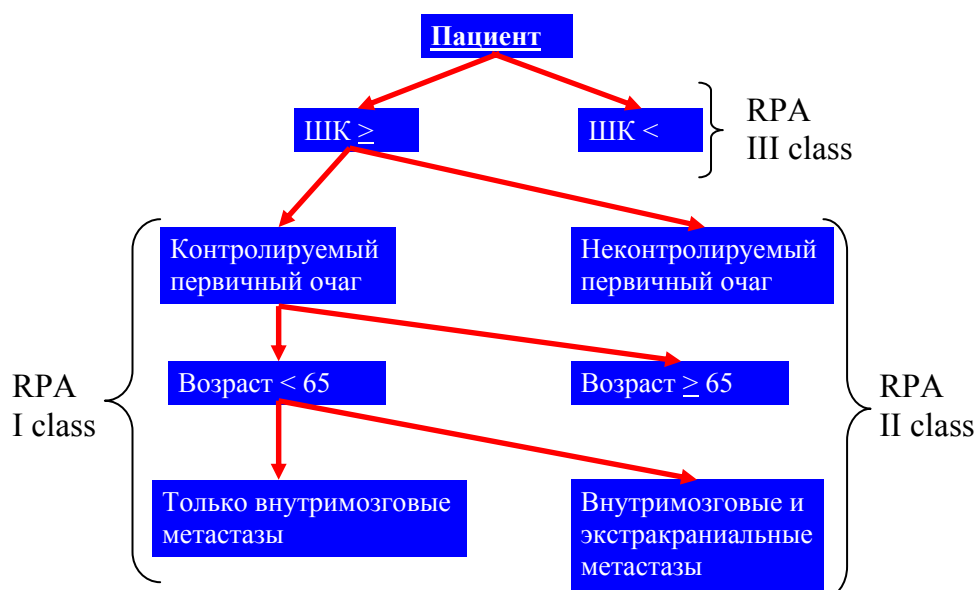 Пациент
ШК ≥
ШК <
RPA
III class
Контролируемый
первичный очаг
Неконтролируемый
первичный очаг
RPA
I class
Возраст < 65
Возраст ≥ 65
RPA
II class
Только внутримозговые
метастазы
Внутримозговые и
экстракраниальные
метастазы